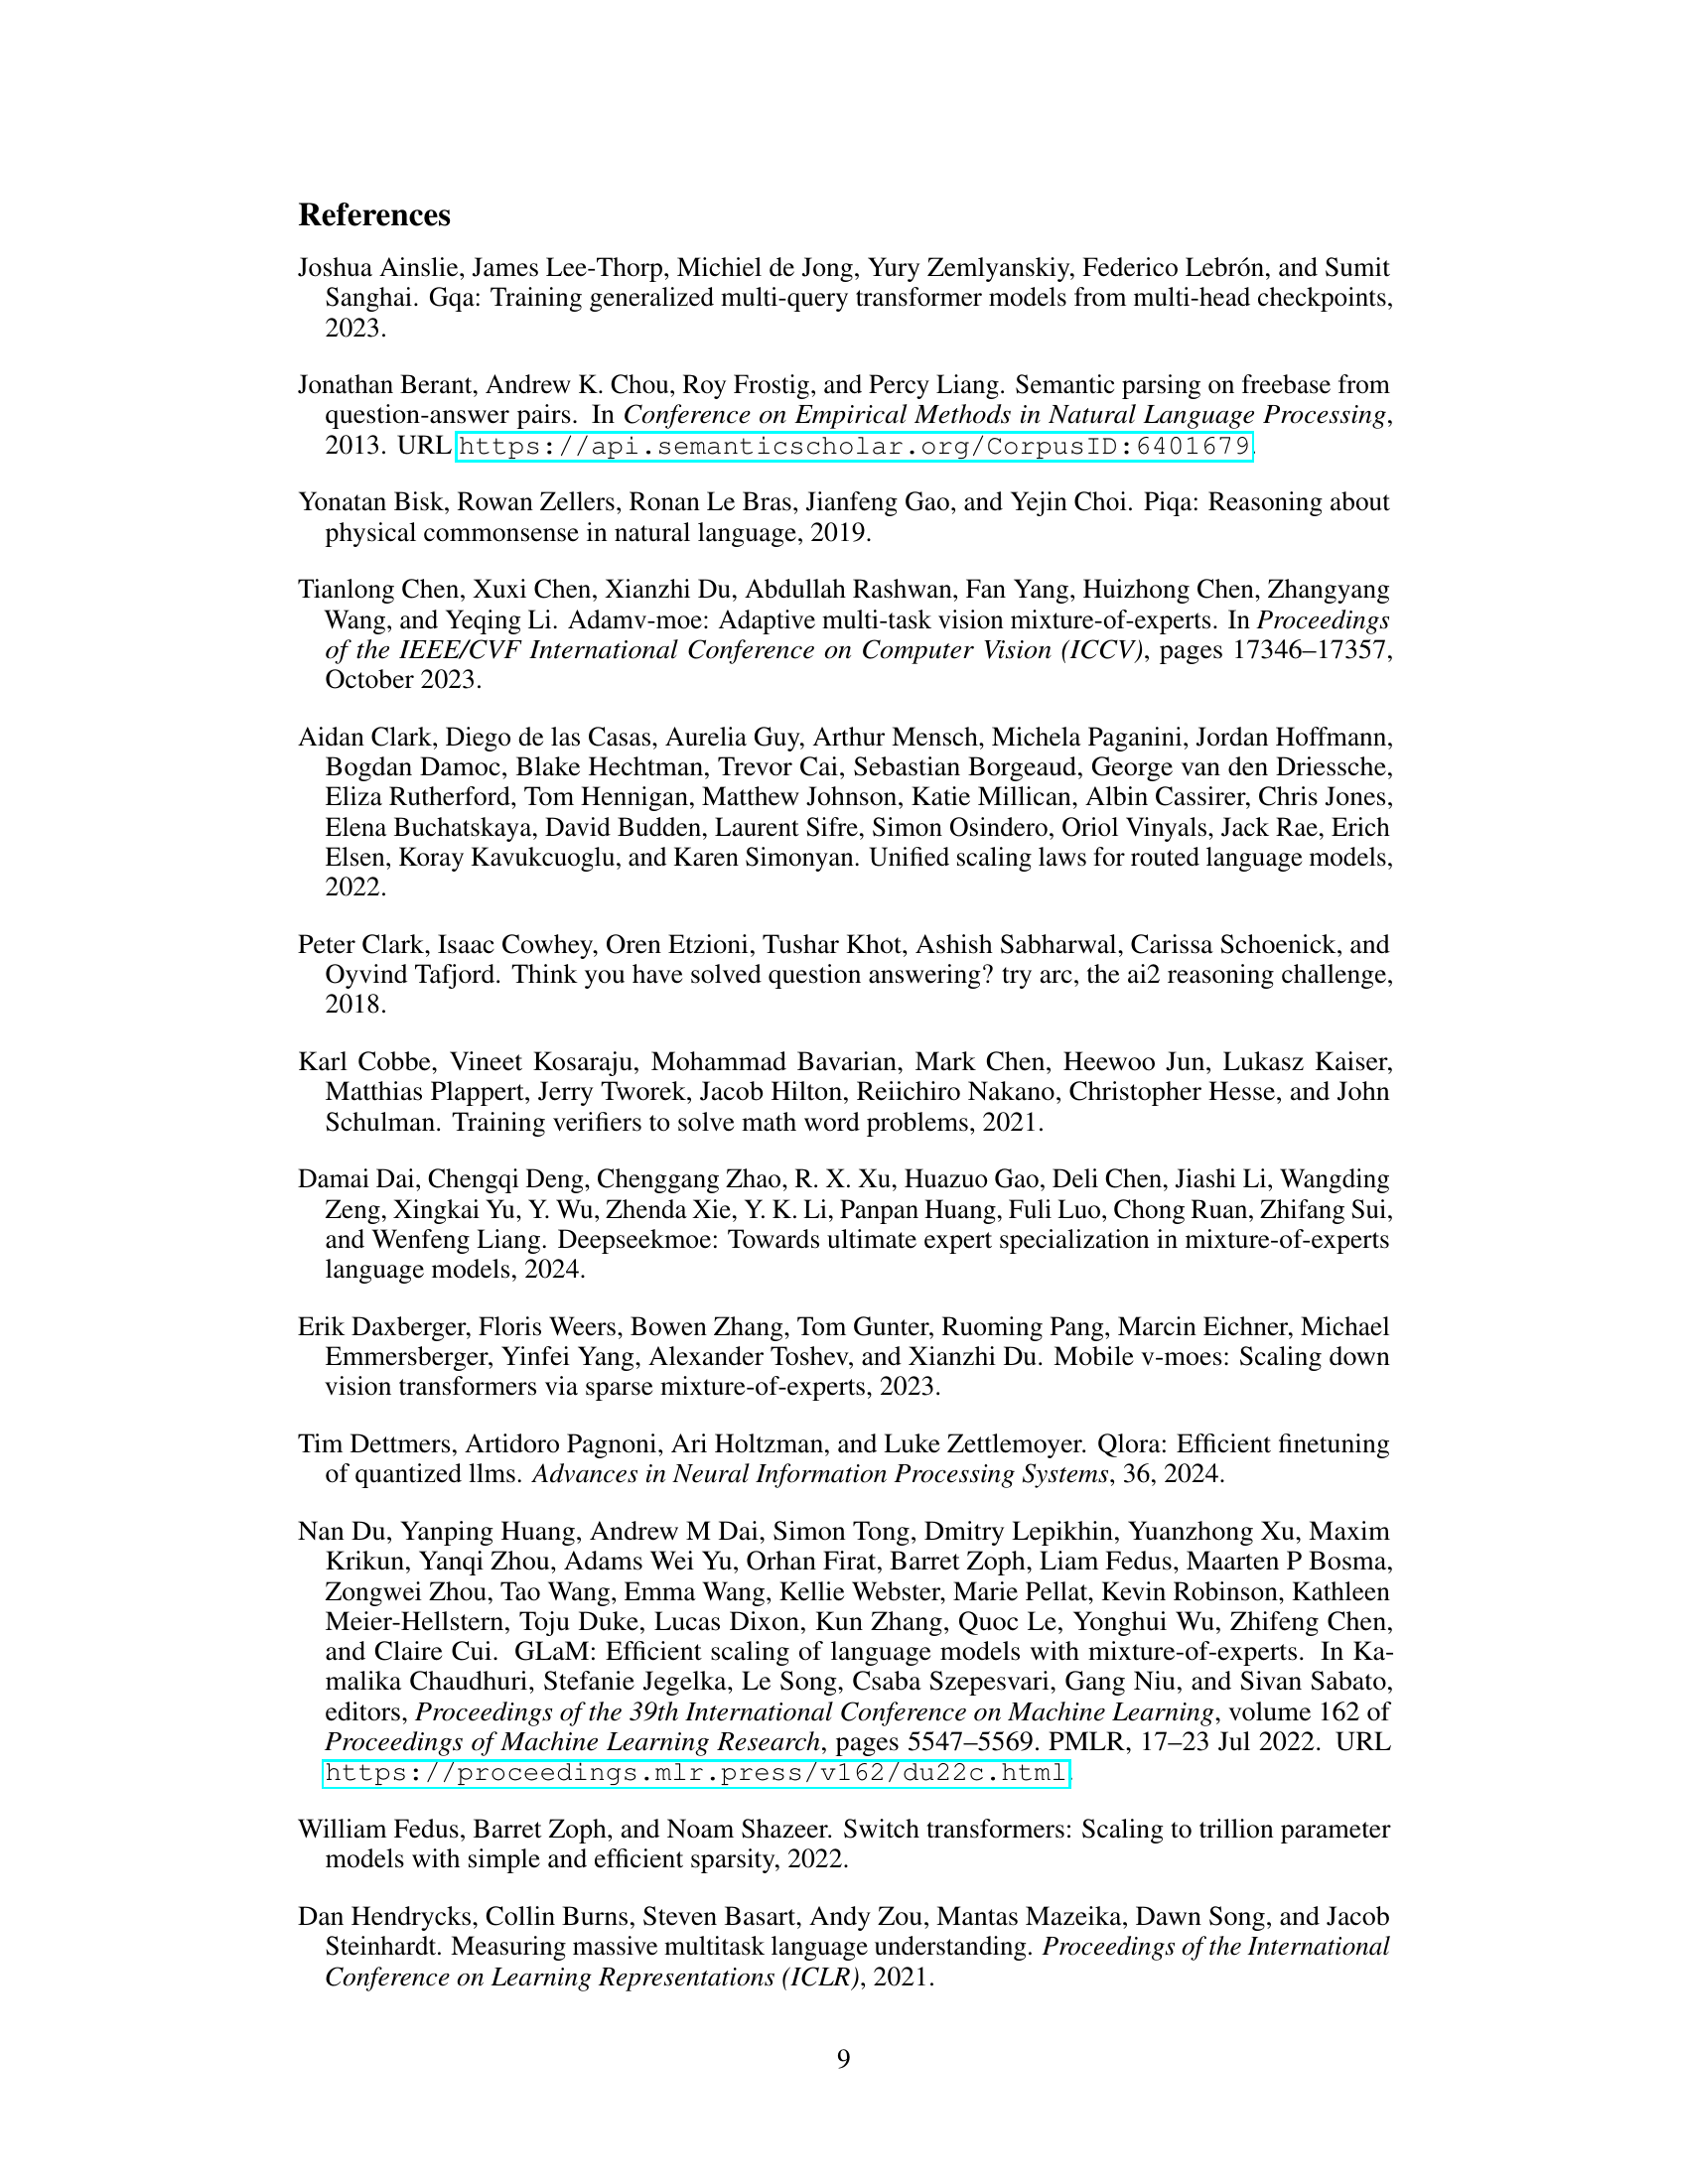 References
Joshua Ainslie, James Lee-Thorp, Michiel de Jong, Yury Zemlyanskiy, Federico Lebrón, and Sumit
Sanghai. Gqa: Training generalized multi-query transformer models from multi-head checkpoints,
2023.
Jonathan Berant, Andrew K. Chou, Roy Frostig, and Percy Liang. Semantic parsing on freebase from
question-answer pairs. In Conference on Empirical Methods in Natural Language Processing,
2013. URL https://api.semanticscholar.org/CorpusID:6401679.
Yonatan Bisk, Rowan Zellers, Ronan Le Bras, Jianfeng Gao, and Yejin Choi. Piqa: Reasoning about
physical commonsense in natural language, 2019.
Tianlong Chen, Xuxi Chen, Xianzhi Du, Abdullah Rashwan, Fan Yang, Huizhong Chen, Zhangyang
Wang, and Yeqing Li. Adamv-moe: Adaptive multi-task vision mixture-of-experts. In Proceedings
of the IEEE/CVF International Conference on Computer Vision (ICCV), pages 17346–17357,
October 2023.
Aidan Clark, Diego de las Casas, Aurelia Guy, Arthur Mensch, Michela Paganini, Jordan Hoffmann,
Bogdan Damoc, Blake Hechtman, Trevor Cai, Sebastian Borgeaud, George van den Driessche,
Eliza Rutherford, Tom Hennigan, Matthew Johnson, Katie Millican, Albin Cassirer, Chris Jones,
Elena Buchatskaya, David Budden, Laurent Sifre, Simon Osindero, Oriol Vinyals, Jack Rae, Erich
Elsen, Koray Kavukcuoglu, and Karen Simonyan. Unified scaling laws for routed language models,
2022.
Peter Clark, Isaac Cowhey, Oren Etzioni, Tushar Khot, Ashish Sabharwal, Carissa Schoenick, and
Oyvind Tafjord. Think you have solved question answering? try arc, the ai2 reasoning challenge,
2018.
Karl Cobbe, Vineet Kosaraju, Mohammad Bavarian, Mark Chen, Heewoo Jun, Lukasz Kaiser,
Matthias Plappert, Jerry Tworek, Jacob Hilton, Reiichiro Nakano, Christopher Hesse, and John
Schulman. Training verifiers to solve math word problems, 2021.
Damai Dai, Chengqi Deng, Chenggang Zhao, R. X. Xu, Huazuo Gao, Deli Chen, Jiashi Li, Wangding
Zeng, Xingkai Yu, Y. Wu, Zhenda Xie, Y. K. Li, Panpan Huang, Fuli Luo, Chong Ruan, Zhifang Sui,
and Wenfeng Liang. Deepseekmoe: Towards ultimate expert specialization in mixture-of-experts
language models, 2024.
Erik Daxberger, Floris Weers, Bowen Zhang, Tom Gunter, Ruoming Pang, Marcin Eichner, Michael
Emmersberger, Yinfei Yang, Alexander Toshev, and Xianzhi Du. Mobile v-moes: Scaling down
vision transformers via sparse mixture-of-experts, 2023.
Tim Dettmers, Artidoro Pagnoni, Ari Holtzman, and Luke Zettlemoyer. Qlora: Efficient finetuning
of quantized llms. Advances in Neural Information Processing Systems, 36, 2024.
Nan Du, Yanping Huang, Andrew M Dai, Simon Tong, Dmitry Lepikhin, Yuanzhong Xu, Maxim
Krikun, Yanqi Zhou, Adams Wei Yu, Orhan Firat, Barret Zoph, Liam Fedus, Maarten P Bosma,
Zongwei Zhou, Tao Wang, Emma Wang, Kellie Webster, Marie Pellat, Kevin Robinson, Kathleen
Meier-Hellstern, Toju Duke, Lucas Dixon, Kun Zhang, Quoc Le, Yonghui Wu, Zhifeng Chen,
and Claire Cui. GLaM: Efficient scaling of language models with mixture-of-experts. In Ka-
malika Chaudhuri, Stefanie Jegelka, Le Song, Csaba Szepesvari, Gang Niu, and Sivan Sabato,
editors, Proceedings of the 39th International Conference on Machine Learning, volume 162 of
Proceedings of Machine Learning Research, pages 5547–5569. PMLR, 17–23 Jul 2022. URL
https://proceedings.mlr.press/v162/du22c.html.
William Fedus, Barret Zoph, and Noam Shazeer. Switch transformers: Scaling to trillion parameter
models with simple and efficient sparsity, 2022.
Dan Hendrycks, Collin Burns, Steven Basart, Andy Zou, Mantas Mazeika, Dawn Song, and Jacob
Steinhardt. Measuring massive multitask language understanding. Proceedings of the International
Conference on Learning Representations (ICLR), 2021.
9